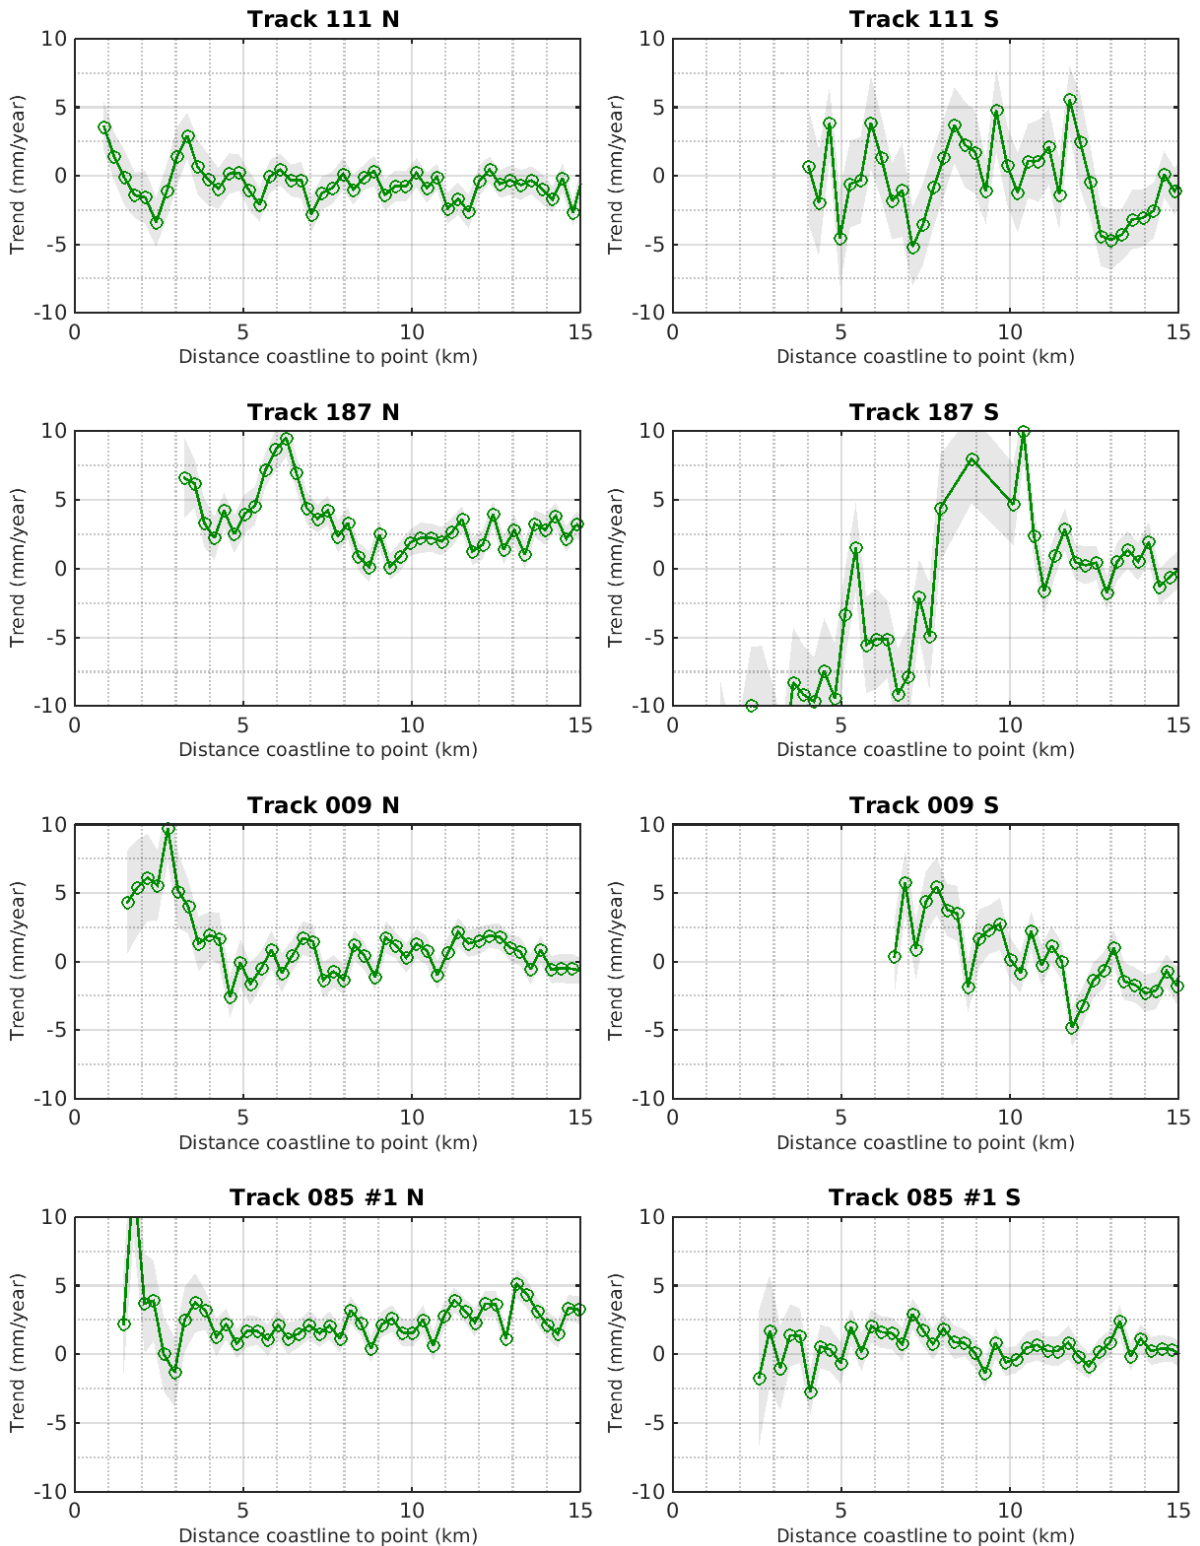 Track 111 N
Trend (mm/year)
10
5
0
-5
-10
0 5 10 15
Distance coastline to point (km)
Track 111 S
Trend (mm/year)
10
5
0
-5
-10
0 5 10 15
Distance coastline to point (km)
Track 187 N
Trend (mm/year)
10
5
0
-5
-10
0 5 10 15
Distance coastline to point (km)
Track 187 S
Trend (mm/year)
10
5
0
-5
-10
0 5 10 15
Distance coastline to point (km)
Track 009 N
Trend (mm/year)
10
5
0
-5
-10
0 5 10 15
Distance coastline to point (km)
Track 009 S
Trend (mm/year)
10
5
0
-5
-10
0 5 10 15
Distance coastline to point (km)
Track 085 #1 N
Trend (mm/year)
10
5
0
-5
-10
0 5 10 15
Distance coastline to point (km)
Track 085 #1 S
Trend (mm/year)
10
5
0
-5
-10
0 5 10 15
Distance coastline to point (km)